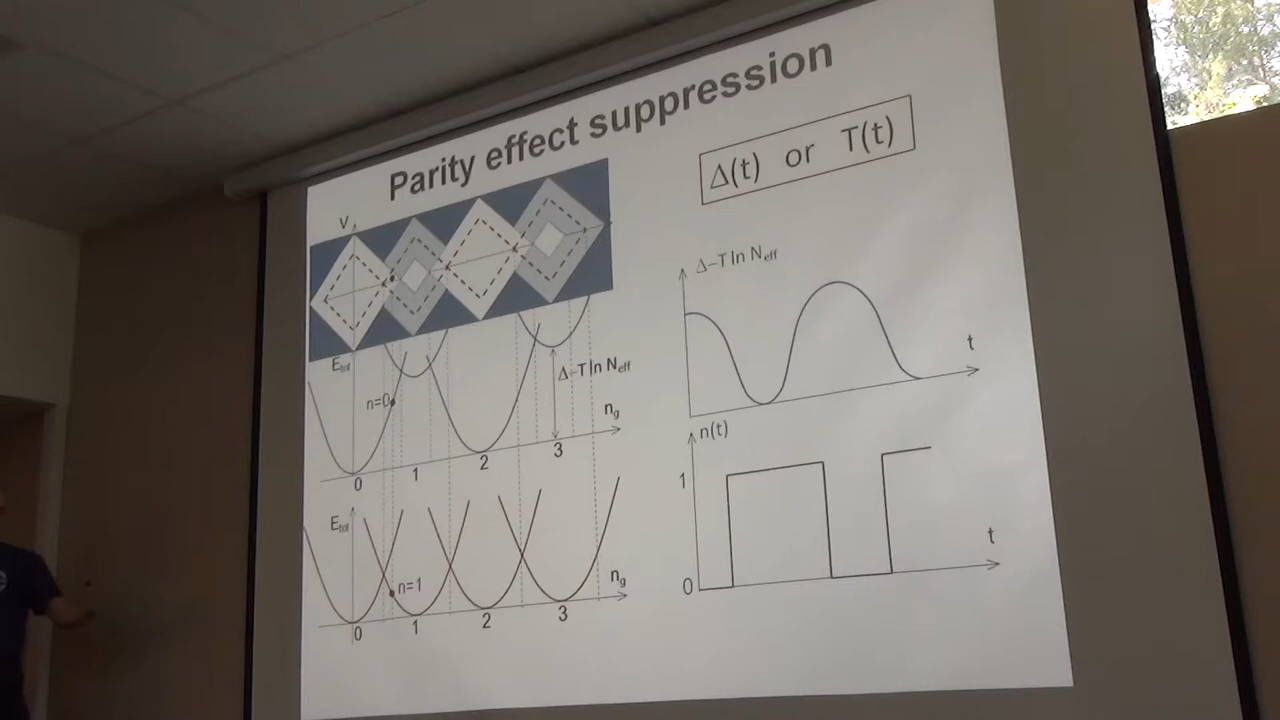 Parity effect suppression
Δ(t) or T(t)
V
E_tot
n=0
Δ–T ln N_eff
n_g
0 1 2 3
E_tot
n=1
n_g
0 1 2 3
Δ–T ln N_eff
t
n(t)
1
0
t